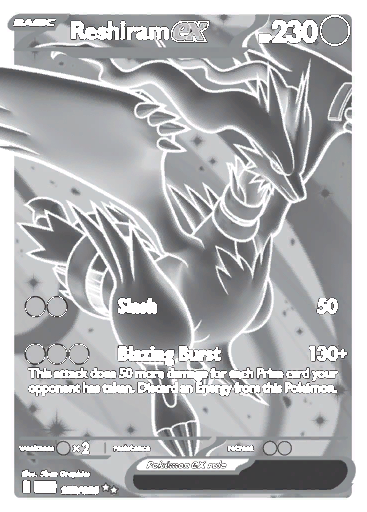 BASIC
Reshiram ex 230
Slash 50
Blazing Burst 130+
This attack does 50 more damage for each Prize card your
opponent has taken. Discard an Energy from this Pokémon.
weakness ×2 resistance retreat
Pokémon ex rule